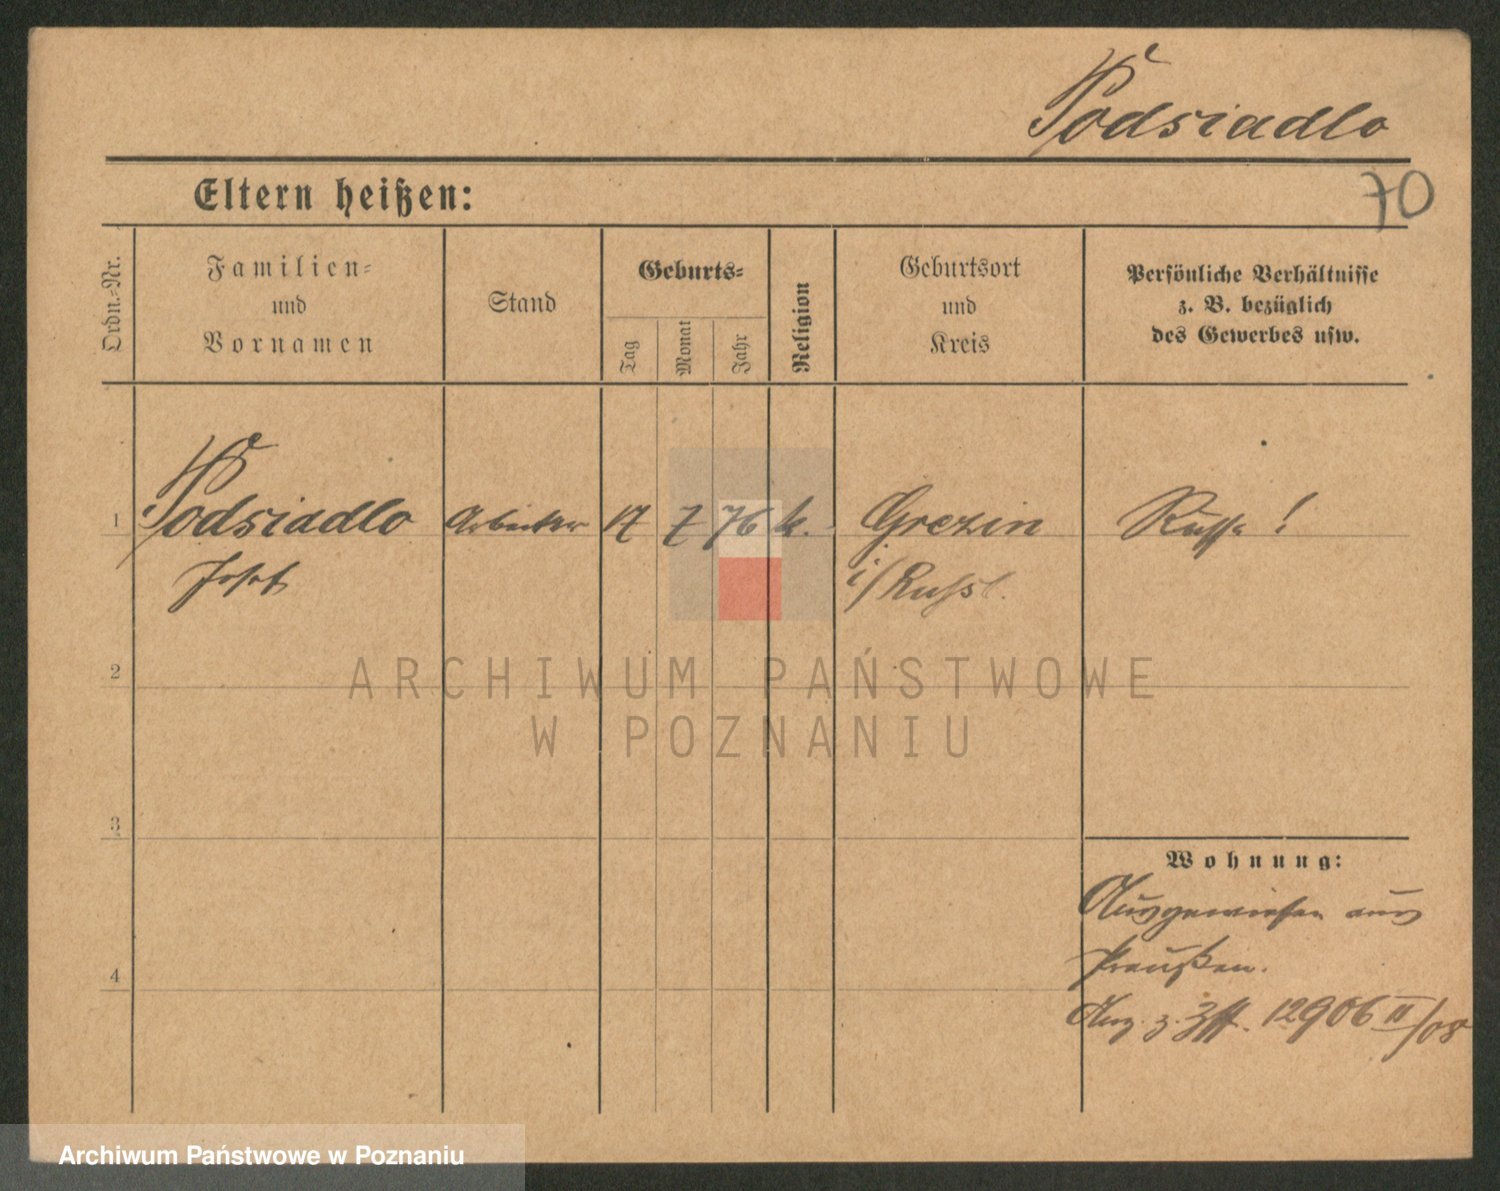 Podsiadlo
Eltern heißen:
70
Ordn.-Nr.
Familien-
und
Vornamen
Stand
Geburts-
Tag
Monat
Jahr
Religion
Geburtsort
und
Kreis
Persönliche Verhältnisse
z. B. bezüglich
des Gewerbes usw.
1 Podsiadlo Arbeiter 17 7 76 k. Grezin Russe!
Josef i/Russl.
2
ARCHIWUM PAŃSTWOWE
W POZNANIU
3
Wohnung:
Ausgewiesen aus
Preußen.
4
Ang. z. 12906 II/08
Archiwum Państwowe w Poznaniu